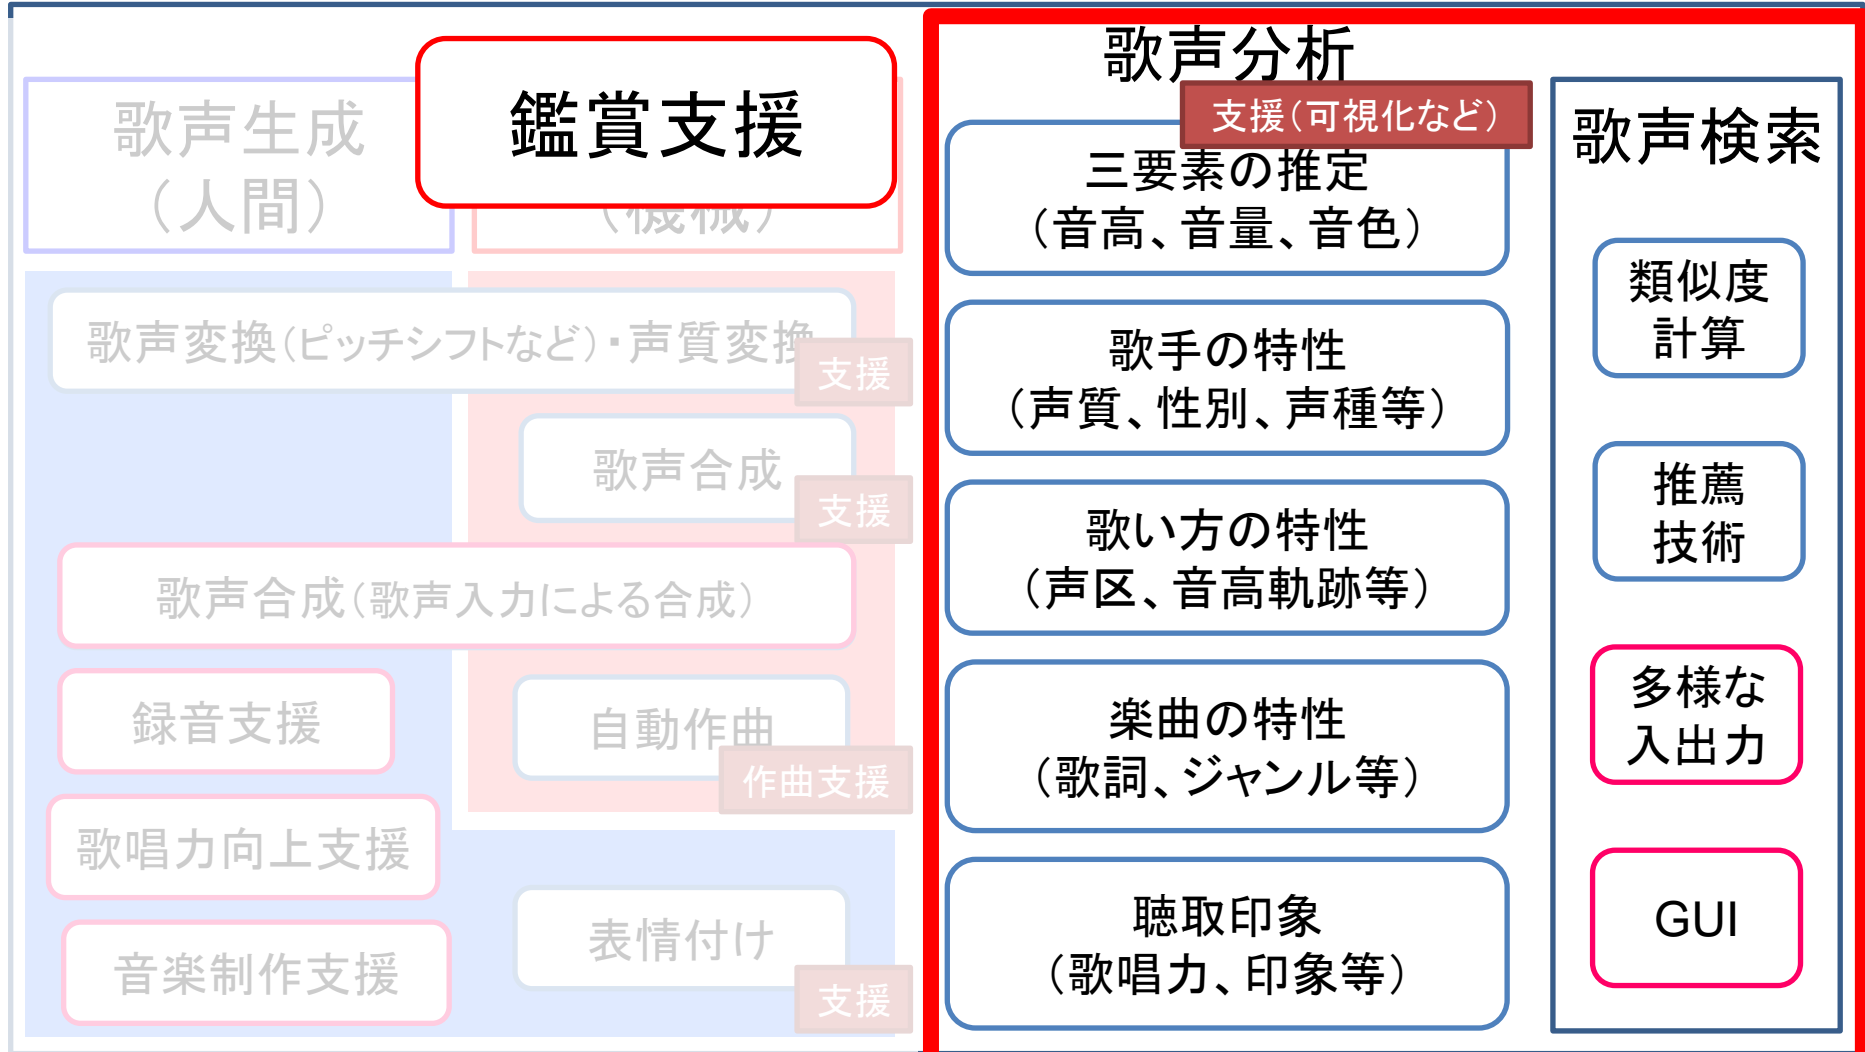 鑑賞支援
歌声生成
（人間）
（機械）
歌声変換（ピッチシフトなど）・声質変換
支援
歌声合成
支援
歌声合成（歌声入力による合成）
録音支援
自動作曲
作曲支援
歌唱力向上支援
表情付け
音楽制作支援
支援
歌声分析
支援（可視化など）
三要素の推定
（音高、音量、音色）
歌手の特性
（声質、性別、声種等）
歌い方の特性
（声区、音高軌跡等）
楽曲の特性
（歌詞、ジャンル等）
聴取印象
（歌唱力、印象等）
歌声検索
類似度
計算
推薦
技術
多様な
入出力
GUI